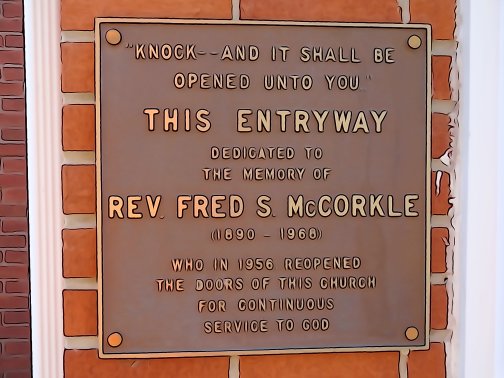 "KNOCK--AND IT SHALL BE
OPENED UNTO YOU."
THIS ENTRYWAY
DEDICATED TO
THE MEMORY OF
REV. FRED S. McCORKLE
(1890 - 1968)
WHO IN 1956 REOPENED
THE DOORS OF THIS CHURCH
FOR CONTINUOUS
SERVICE TO GOD